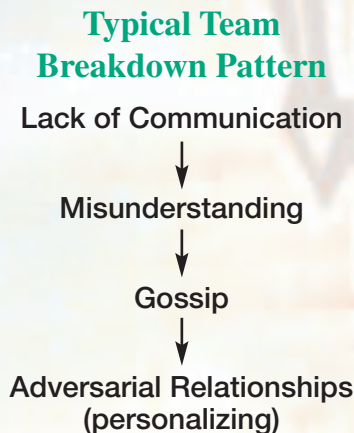 Typical Team
Breakdown Pattern
Lack of Communication
Misunderstanding
Gossip
Adversarial Relationships
(personalizing)